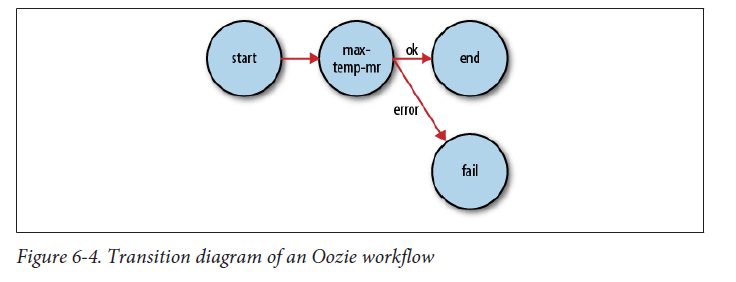 start
max-
temp-mr
ok
end
error
fail
Figure 6-4. Transition diagram of an Oozie workflow